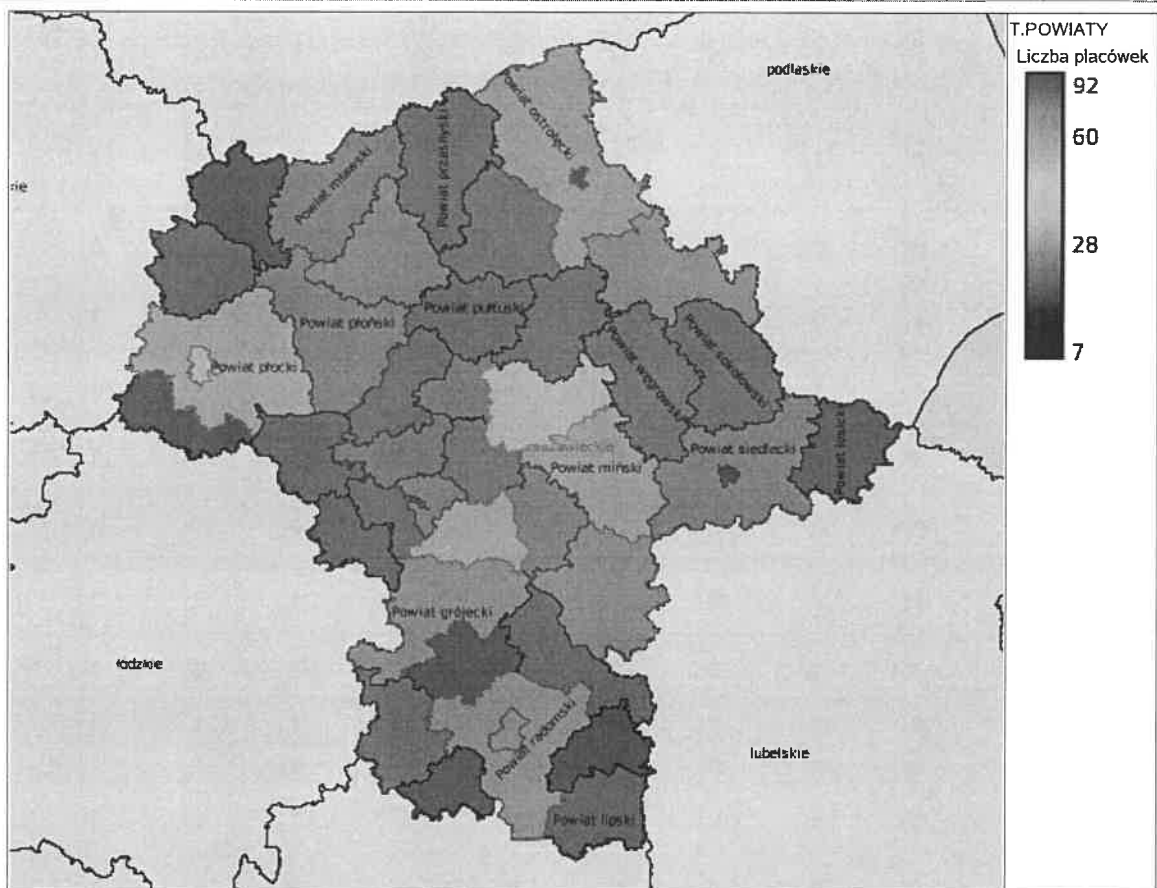 T.POWIATY
Liczba placówek
92
60
28
7
podlaskie
Powiat ostrołęcki
Powiat przasnyski
Powiat mławski
rie
Powiat pułtuski
Powiat płoński
Powiat sokołowski
Powiat węgrowski
Powiat płocki
mazowieckie
Powiat siedlecki
Powiat łosicki
Powiat miński
Powiat grójecki
łódzkie
Powiat radomski
lubelskie
Powiat lipski